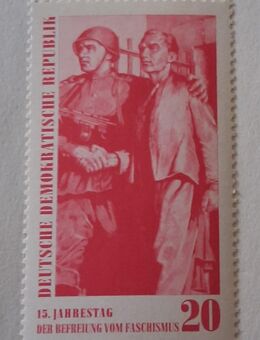 DEUTSCHE DEMOKRATISCHE REPUBLIK
15. JAHRESTAG
DER BEFREIUNG VOM FASCHISMUS 20